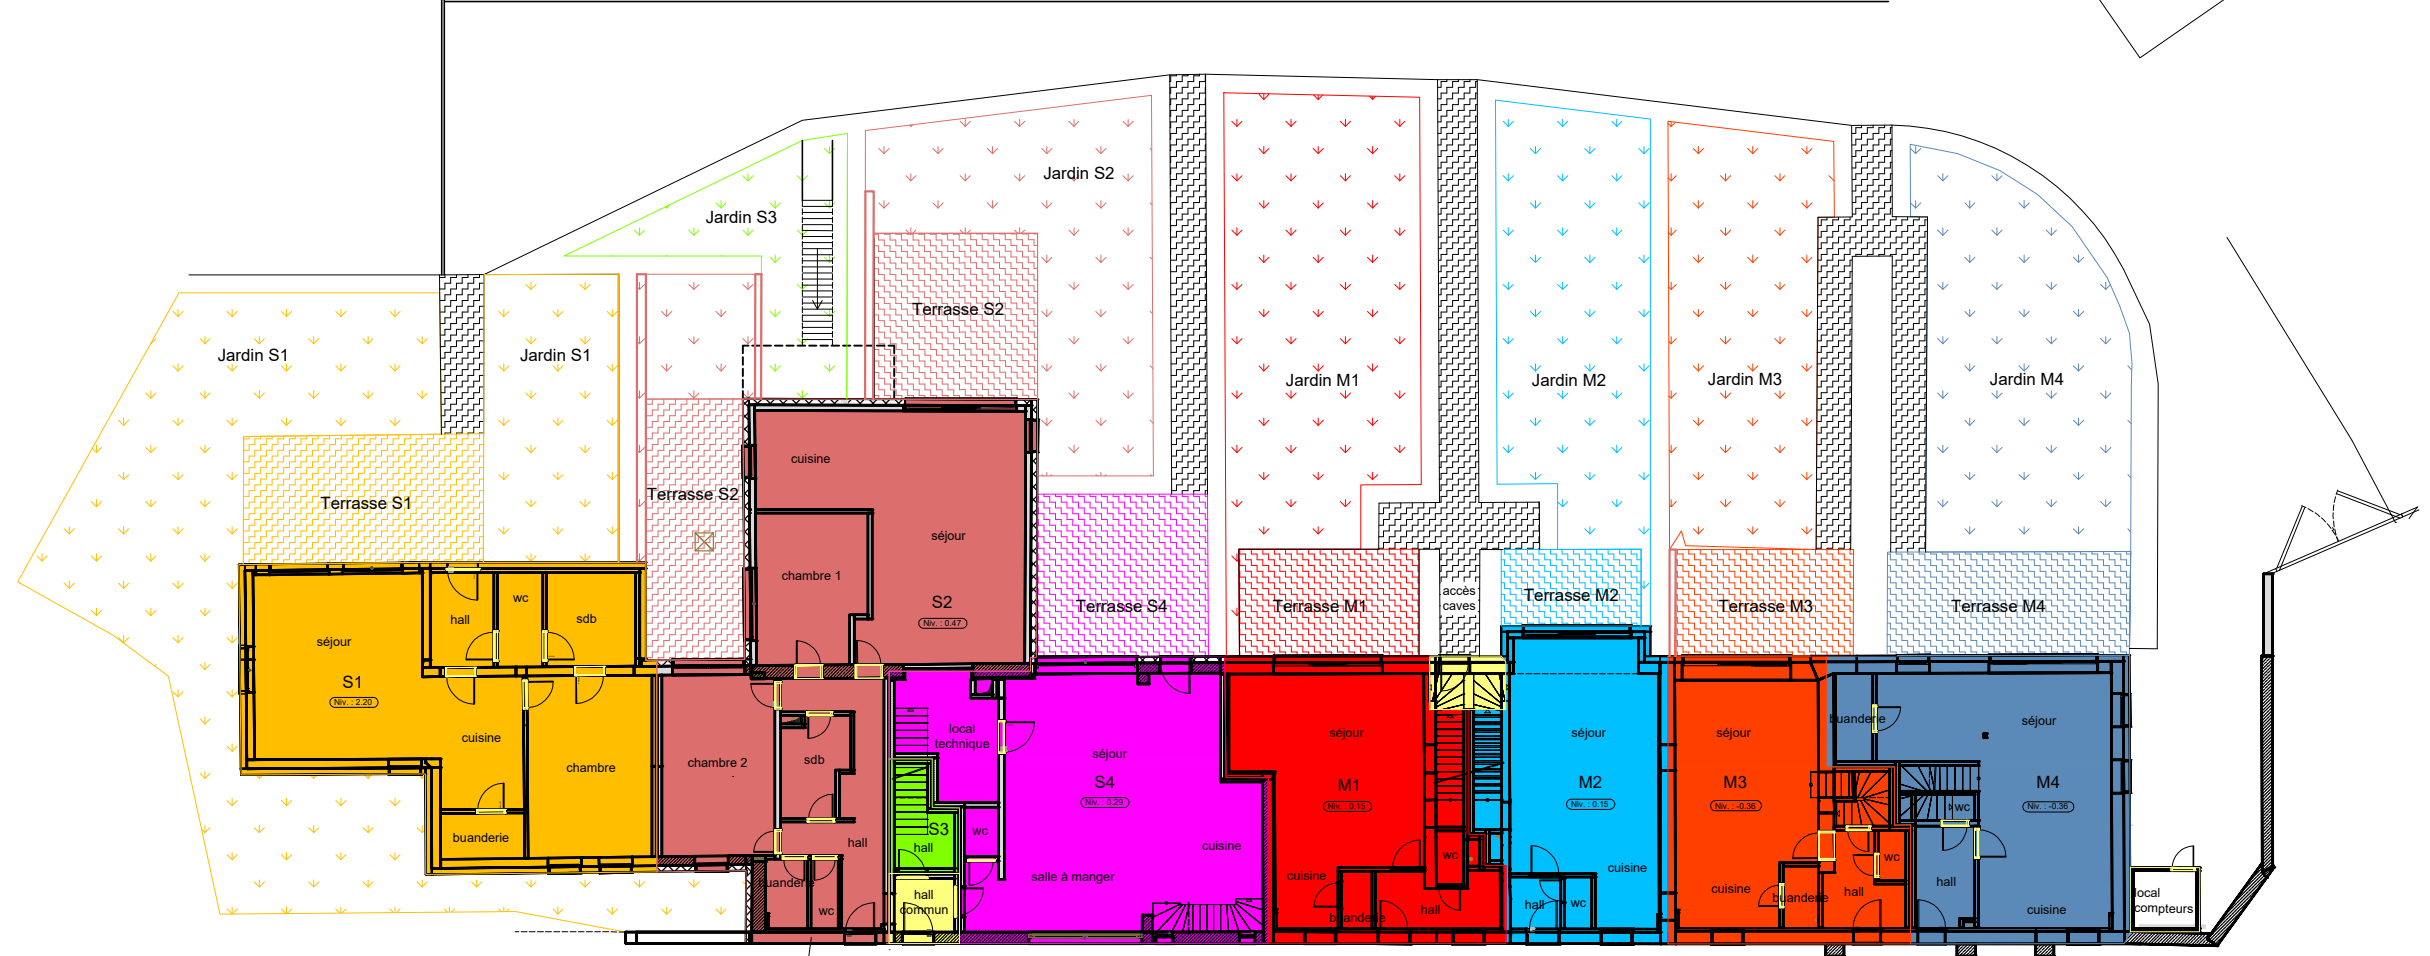 Jardin S2
Jardin S3
Terrasse S2
Jardin S1
Jardin S1
Jardin M1
Jardin M2
Jardin M3
Jardin M4
cuisine
Terrasse S2
Terrasse S1
séjour
chambre 1
S2
Niv. : 0.47
Terrasse S4
Terrasse M1
accès
caves
Terrasse M2
Terrasse M3
Terrasse M4
hall
wc
sdb
séjour
S1
Niv. : 2.20
cuisine
chambre
buanderie
chambre 2
sdb
hall
buanderie
wc
local
technique
S3
hall
hall
commun
wc
séjour
S4
Niv. : 0.29
cuisine
salle à manger
séjour
M1
Niv. : 0.15
wc
cuisine
buanderie
hall
séjour
M2
Niv. : 0.15
cuisine
hall
wc
séjour
M3
Niv. : -0.36
cuisine
buanderie
hall
wc
buanderie
séjour
M4
Niv. : -0.36
wc
hall
cuisine
local
compteurs